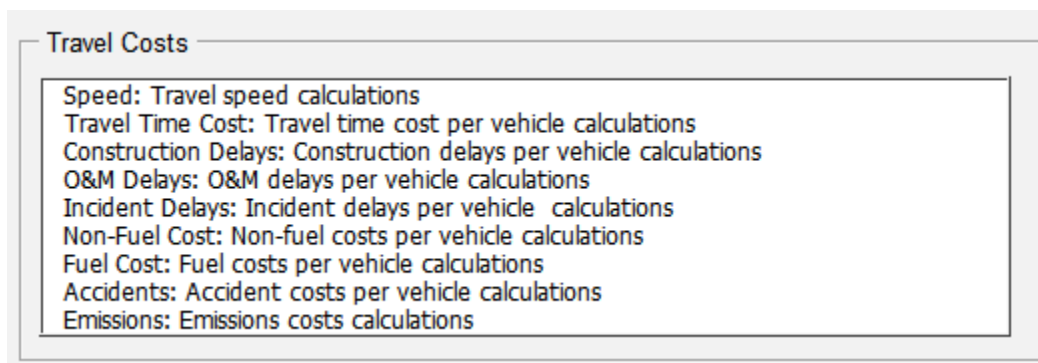 Travel Costs
Speed: Travel speed calculations
Travel Time Cost: Travel time cost per vehicle calculations
Construction Delays: Construction delays per vehicle calculations
O&M Delays: O&M delays per vehicle calculations
Incident Delays: Incident delays per vehicle  calculations
Non-Fuel Cost: Non-fuel costs per vehicle calculations
Fuel Cost: Fuel costs per vehicle calculations
Accidents: Accident costs per vehicle calculations
Emissions: Emissions costs calculations